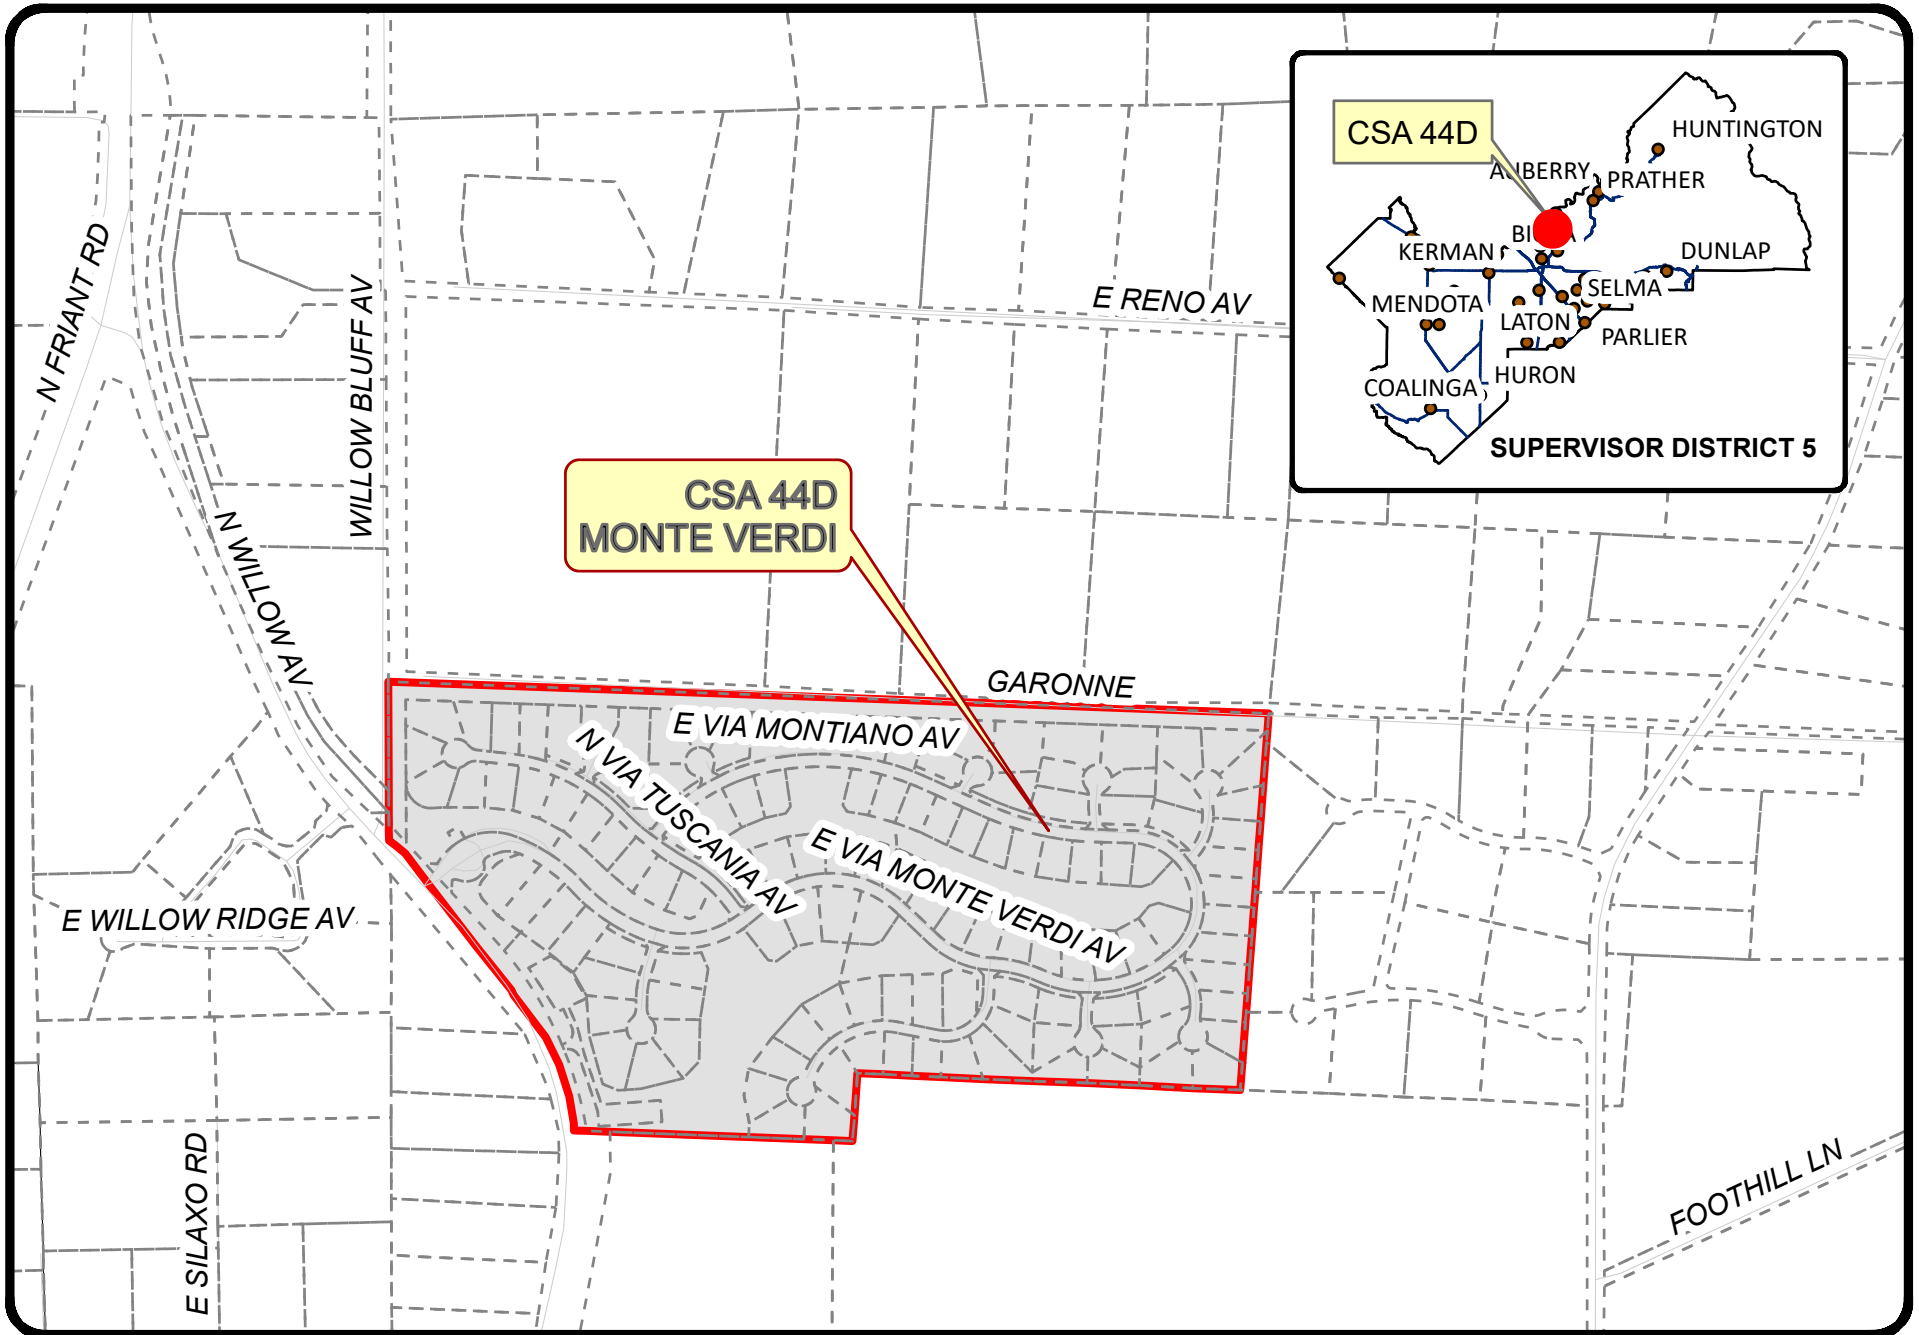 CSA 44D
HUNTINGTON
AUBERRY
PRATHER
KERMAN
DUNLAP
SELMA
MENDOTA
LATON
PARLIER
HURON
COALINGA
SUPERVISOR DISTRICT 5
N FRIANT RD
WILLOW BLUFF AV
E RENO AV
N WILLOW AV
CSA 44D
MONTE VERDI
GARONNE
E VIA MONTIANO AV
N VIA TUSCANIA AV
E VIA MONTE VERDI AV
E WILLOW RIDGE AV
E SILAXO RD
FOOTHILL LN